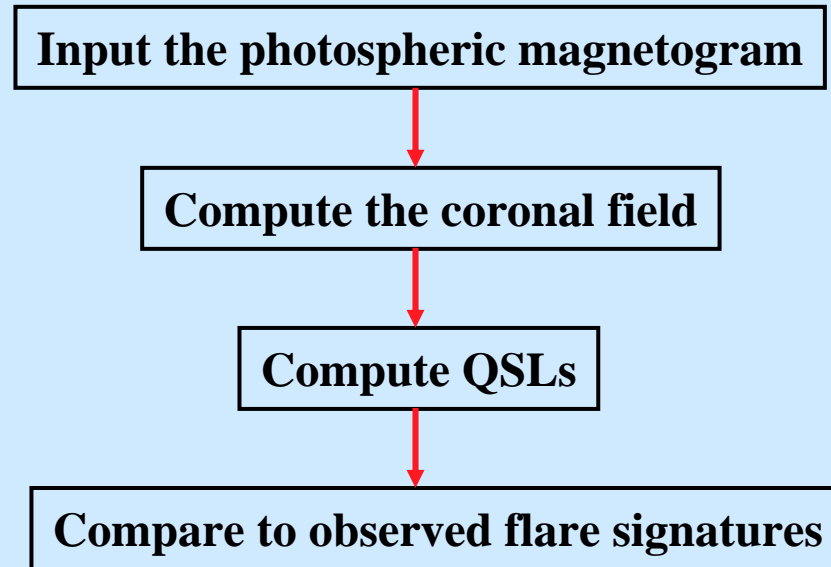 Input the photospheric magnetogram
Compute the coronal field
Compute QSLs
Compare to observed flare signatures